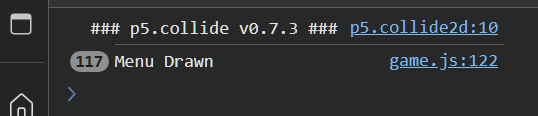 ### p5.collide v0.7.3 ### p5.collide2d:10
117 Menu Drawn game.js:122